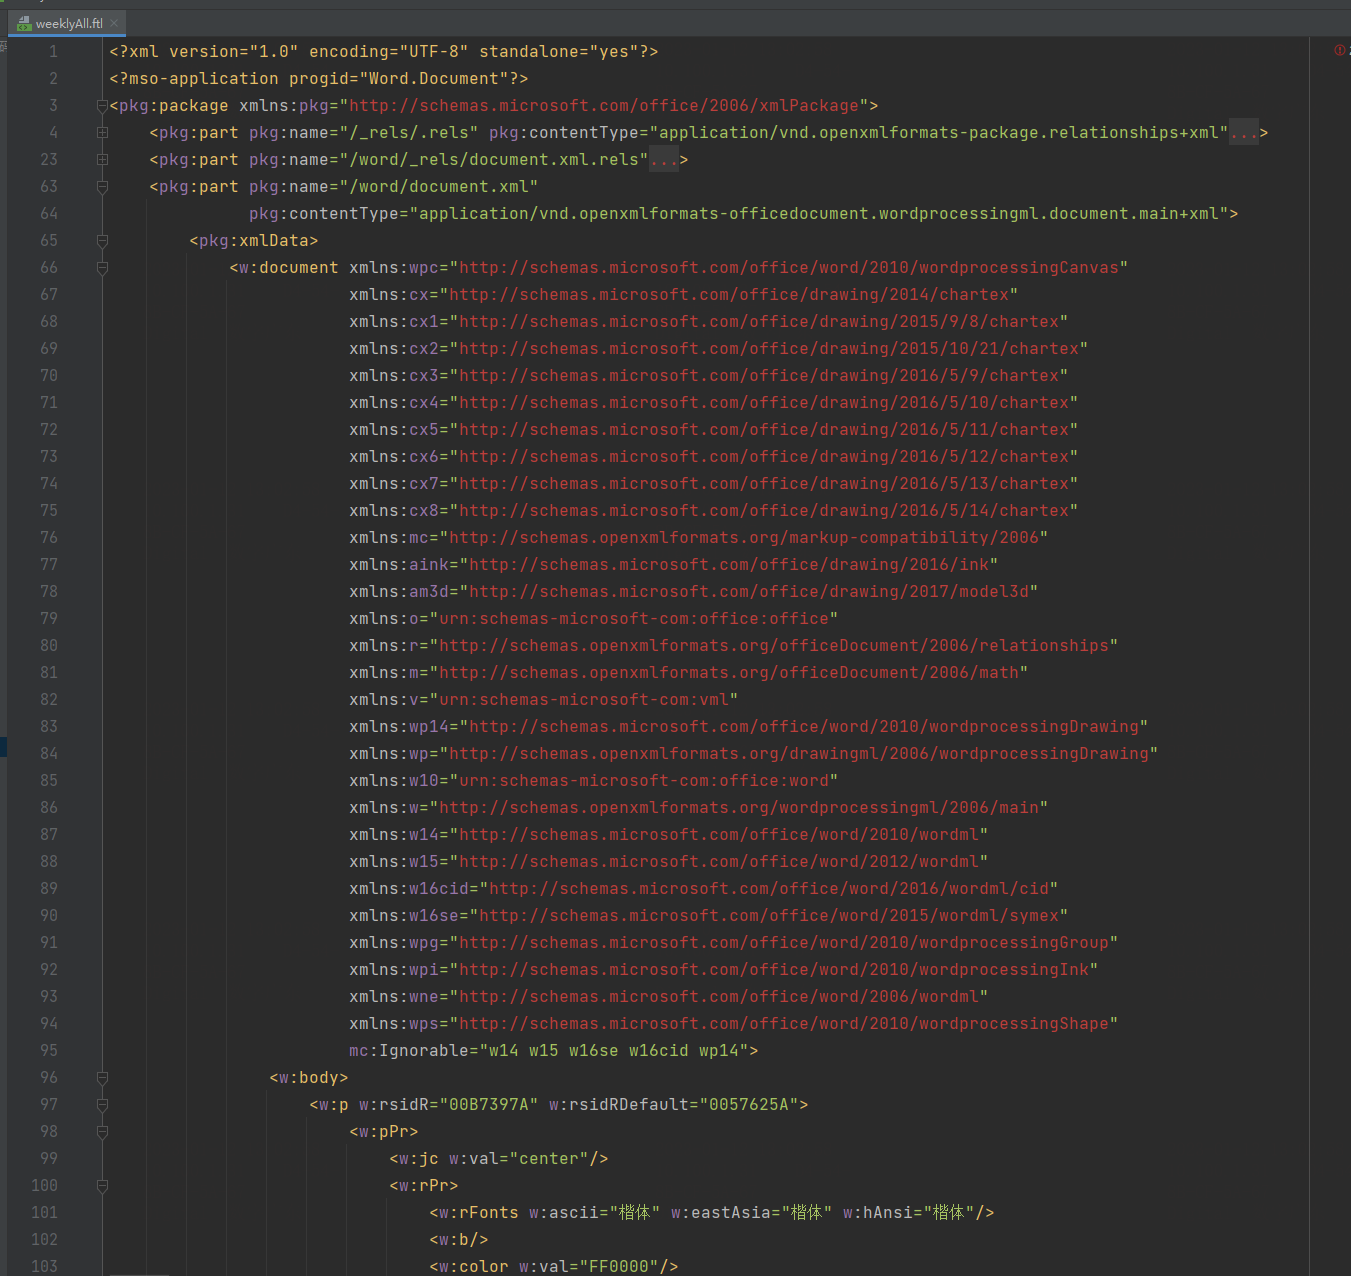 weeklyAll.ftl
1 <?xml version="1.0" encoding="UTF-8" standalone="yes"?>
2 <?mso-application progid="Word.Document"?>
3 <pkg:package xmlns:pkg="http://schemas.microsoft.com/office/2006/xmlPackage">
4 <pkg:part pkg:name="/_rels/.rels" pkg:contentType="application/vnd.openxmlformats-package.relationships+xml"...>
23 <pkg:part pkg:name="/word/_rels/document.xml.rels"...>
63 <pkg:part pkg:name="/word/document.xml"
64 pkg:contentType="application/vnd.openxmlformats-officedocument.wordprocessingml.document.main+xml">
65 <pkg:xmlData>
66 <w:document xmlns:wpc="http://schemas.microsoft.com/office/word/2010/wordprocessingCanvas"
67 xmlns:cx="http://schemas.microsoft.com/office/drawing/2014/chartex"
68 xmlns:cx1="http://schemas.microsoft.com/office/drawing/2015/9/8/chartex"
69 xmlns:cx2="http://schemas.microsoft.com/office/drawing/2015/10/21/chartex"
70 xmlns:cx3="http://schemas.microsoft.com/office/drawing/2016/5/9/chartex"
71 xmlns:cx4="http://schemas.microsoft.com/office/drawing/2016/5/10/chartex"
72 xmlns:cx5="http://schemas.microsoft.com/office/drawing/2016/5/11/chartex"
73 xmlns:cx6="http://schemas.microsoft.com/office/drawing/2016/5/12/chartex"
74 xmlns:cx7="http://schemas.microsoft.com/office/drawing/2016/5/13/chartex"
75 xmlns:cx8="http://schemas.microsoft.com/office/drawing/2016/5/14/chartex"
76 xmlns:mc="http://schemas.openxmlformats.org/markup-compatibility/2006"
77 xmlns:aink="http://schemas.microsoft.com/office/drawing/2016/ink"
78 xmlns:am3d="http://schemas.microsoft.com/office/drawing/2017/model3d"
79 xmlns:o="urn:schemas-microsoft-com:office:office"
80 xmlns:r="http://schemas.openxmlformats.org/officeDocument/2006/relationships"
81 xmlns:m="http://schemas.openxmlformats.org/officeDocument/2006/math"
82 xmlns:v="urn:schemas-microsoft-com:vml"
83 xmlns:wp14="http://schemas.microsoft.com/office/word/2010/wordprocessingDrawing"
84 xmlns:wp="http://schemas.openxmlformats.org/drawingml/2006/wordprocessingDrawing"
85 xmlns:w10="urn:schemas-microsoft-com:office:word"
86 xmlns:w="http://schemas.openxmlformats.org/wordprocessingml/2006/main"
87 xmlns:w14="http://schemas.microsoft.com/office/word/2010/wordml"
88 xmlns:w15="http://schemas.microsoft.com/office/word/2012/wordml"
89 xmlns:w16cid="http://schemas.microsoft.com/office/word/2016/wordml/cid"
90 xmlns:w16se="http://schemas.microsoft.com/office/word/2015/wordml/symex"
91 xmlns:wpg="http://schemas.microsoft.com/office/word/2010/wordprocessingGroup"
92 xmlns:wpi="http://schemas.microsoft.com/office/word/2010/wordprocessingInk"
93 xmlns:wne="http://schemas.microsoft.com/office/word/2006/wordml"
94 xmlns:wps="http://schemas.microsoft.com/office/word/2010/wordprocessingShape"
95 mc:Ignorable="w14 w15 w16se w16cid wp14">
96 <w:body>
97 <w:p w:rsidR="00B7397A" w:rsidRDefault="0057625A">
98 <w:pPr>
99 <w:jc w:val="center"/>
100 <w:rPr>
101 <w:rFonts w:ascii="楷体" w:eastAsia="楷体" w:hAnsi="楷体"/>
102 <w:b/>
103 <w:color w:val="FF0000"/>